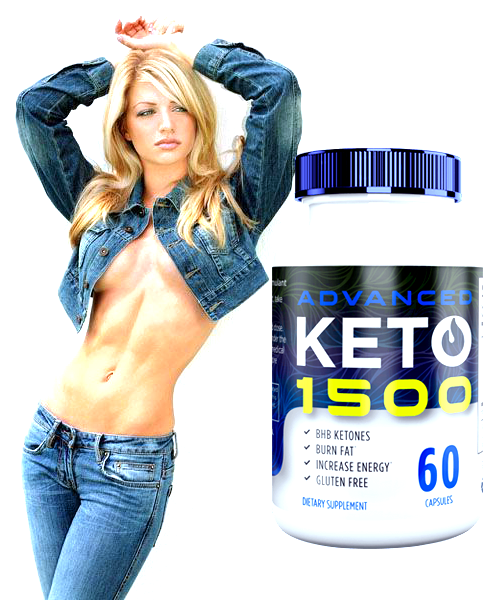 ADVANCED
KETO
1500
✓ BHB KETONES
✓ BURN FAT
✓ INCREASE ENERGY
✓ GLUTEN FREE
60
CAPSULES
DIETARY SUPPLEMENT